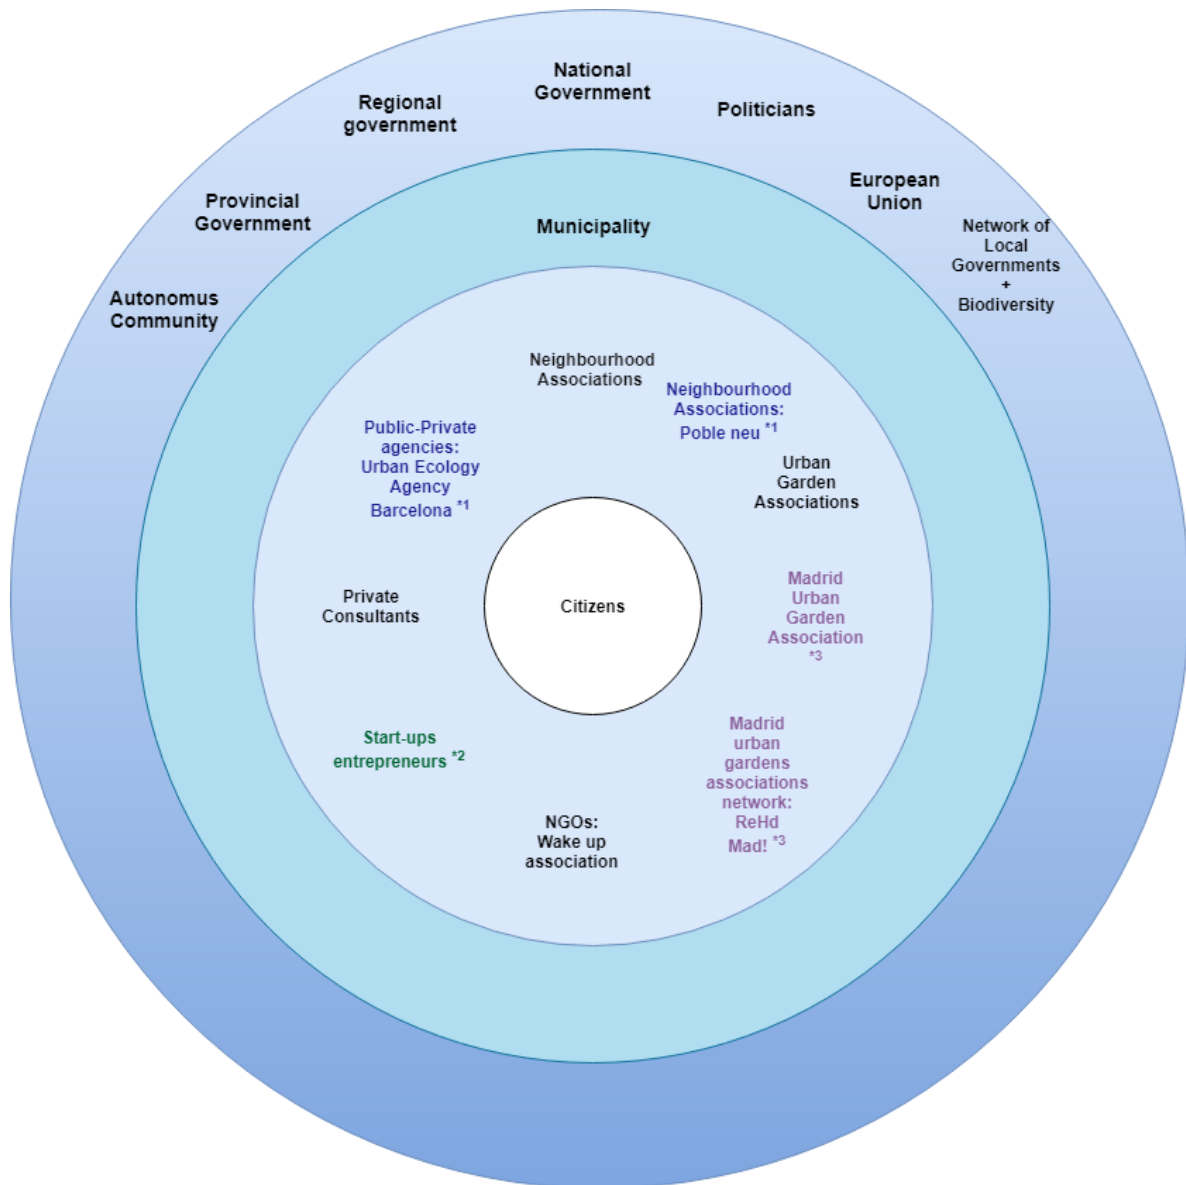 National
Government
Regional
government
Politicians
European
Union
Provincial
Government
Network of
Local
Governments
+
Biodiversity
Autonomus
Community
Municipality
Neighbourhood
Associations
Neighbourhood
Associations:
Poble neu *1
Public-Private
agencies:
Urban Ecology
Agency
Barcelona *1
Urban
Garden
Associations
Private
Consultants
Citizens
Madrid
Urban
Garden
Association
*3
Start-ups
entrepreneurs *2
Madrid
urban
gardens
associations
network:
ReHd
Mad! *3
NGOs:
Wake up
association